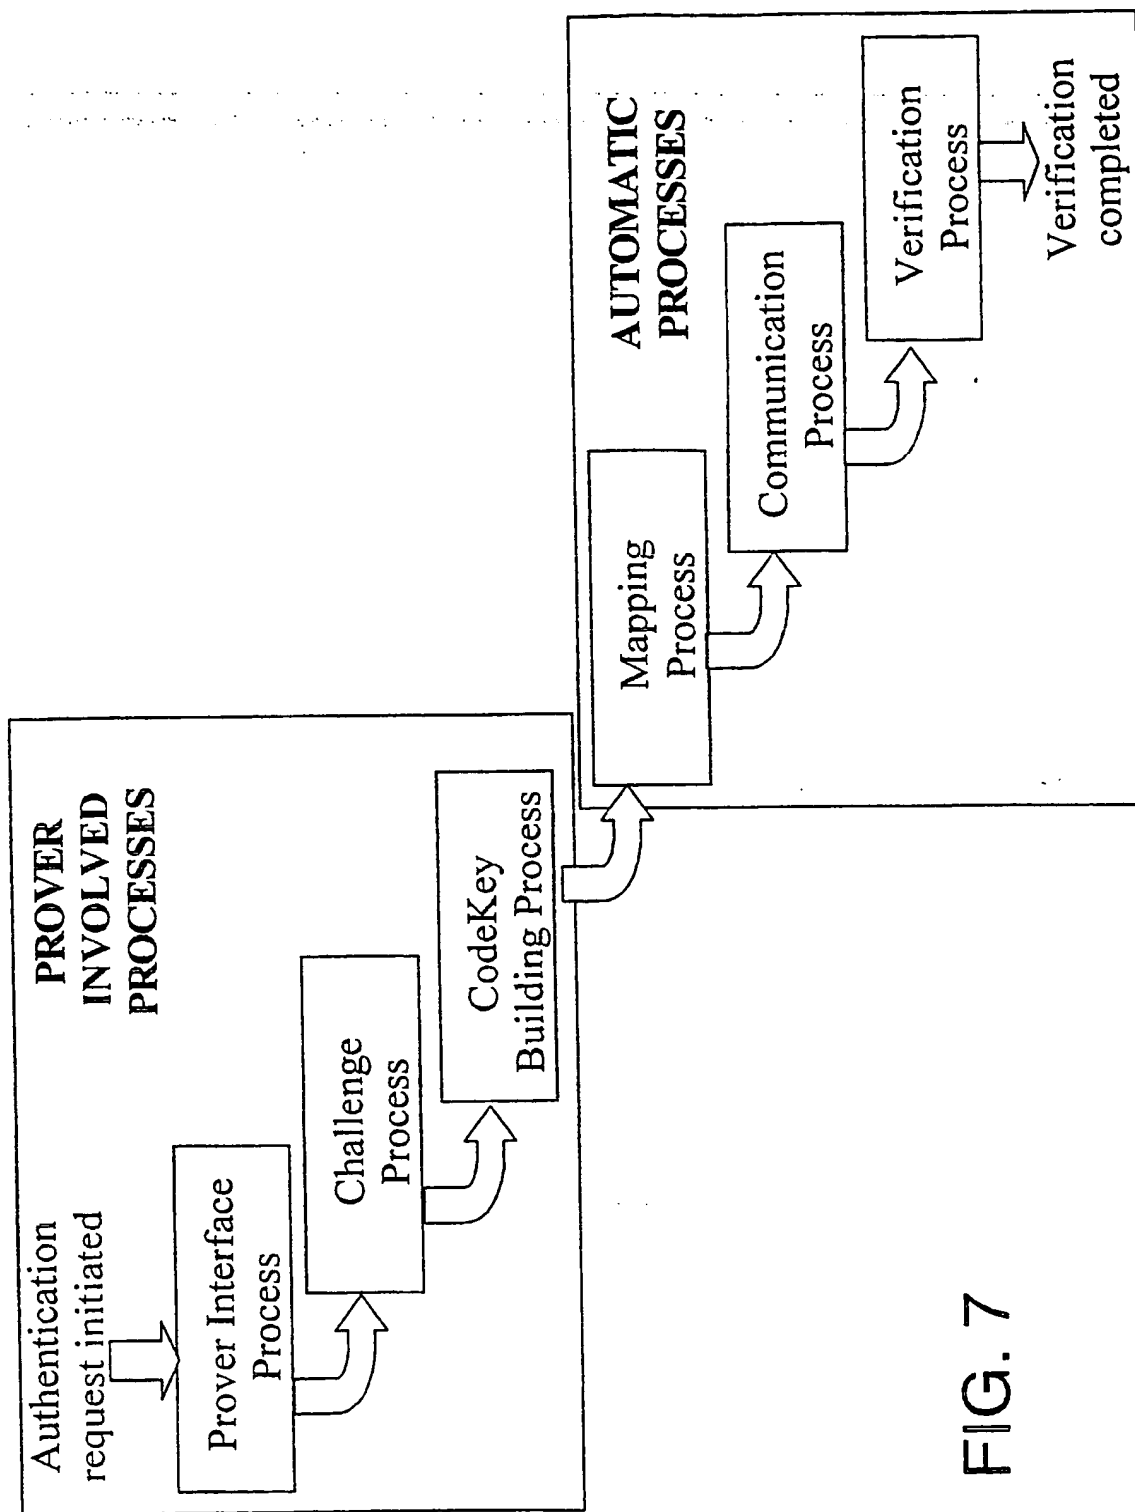 Authentication
request initiated
PROVER
INVOLVED
PROCESSES
Prover Interface
Process
Challenge
Process
CodeKey
Building Process
AUTOMATIC
PROCESSES
Mapping
Process
Communication
Process
Verification
Process
Verification
completed
FIG. 7